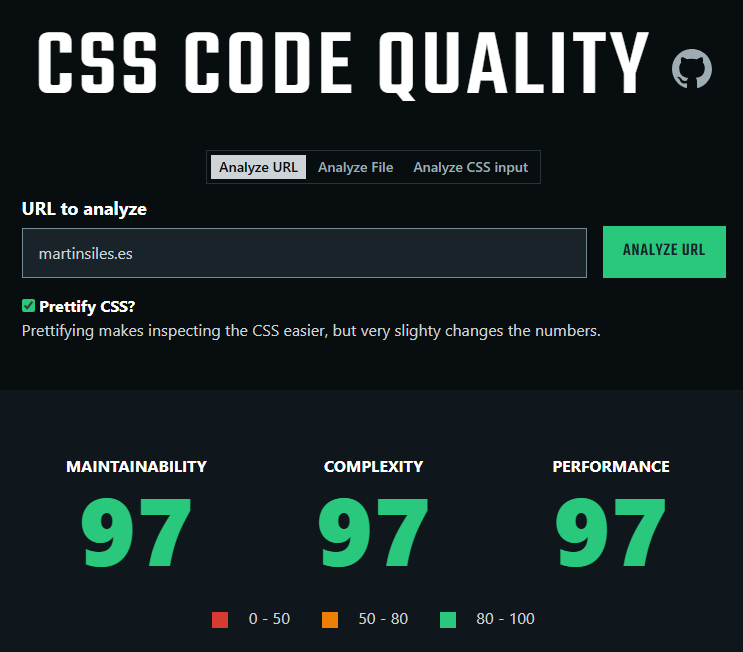 CSS CODE QUALITY
Analyze URL Analyze File Analyze CSS input
URL to analyze
martinsiles.es ANALYZE URL
Prettify CSS?
Prettifying makes inspecting the CSS easier, but very slighty changes the numbers.
MAINTAINABILITY COMPLEXITY PERFORMANCE
97 97 97
0 - 50 50 - 80 80 - 100